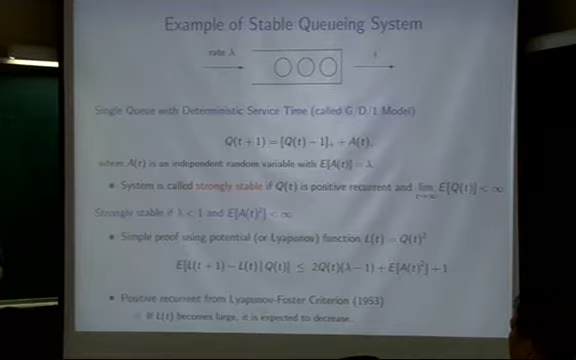 Example of Stable Queueing System
rate λ
Single Queue with Deterministic Service Time (called G/D/1 Model)
Q(t + 1) = [Q(t) − 1]₊ + A(t),
where A(t) is an independent random variable with E[A(t)] = λ.
• System is called strongly stable if Q(t) is positive recurrent and lim t→∞ E[Q(t)] < ∞
Strongly stable if λ < 1 and E[A(t)²] < ∞
• Simple proof using potential (or Lyapunov) function L(t) = Q(t)²
E[L(t + 1) − L(t) | Q(t)] ≤ 2Q(t)(λ − 1) + E[A(t)²] + 1
• Positive recurrent from Lyapunov-Foster Criterion (1953)
If L(t) becomes large, it is expected to decrease.